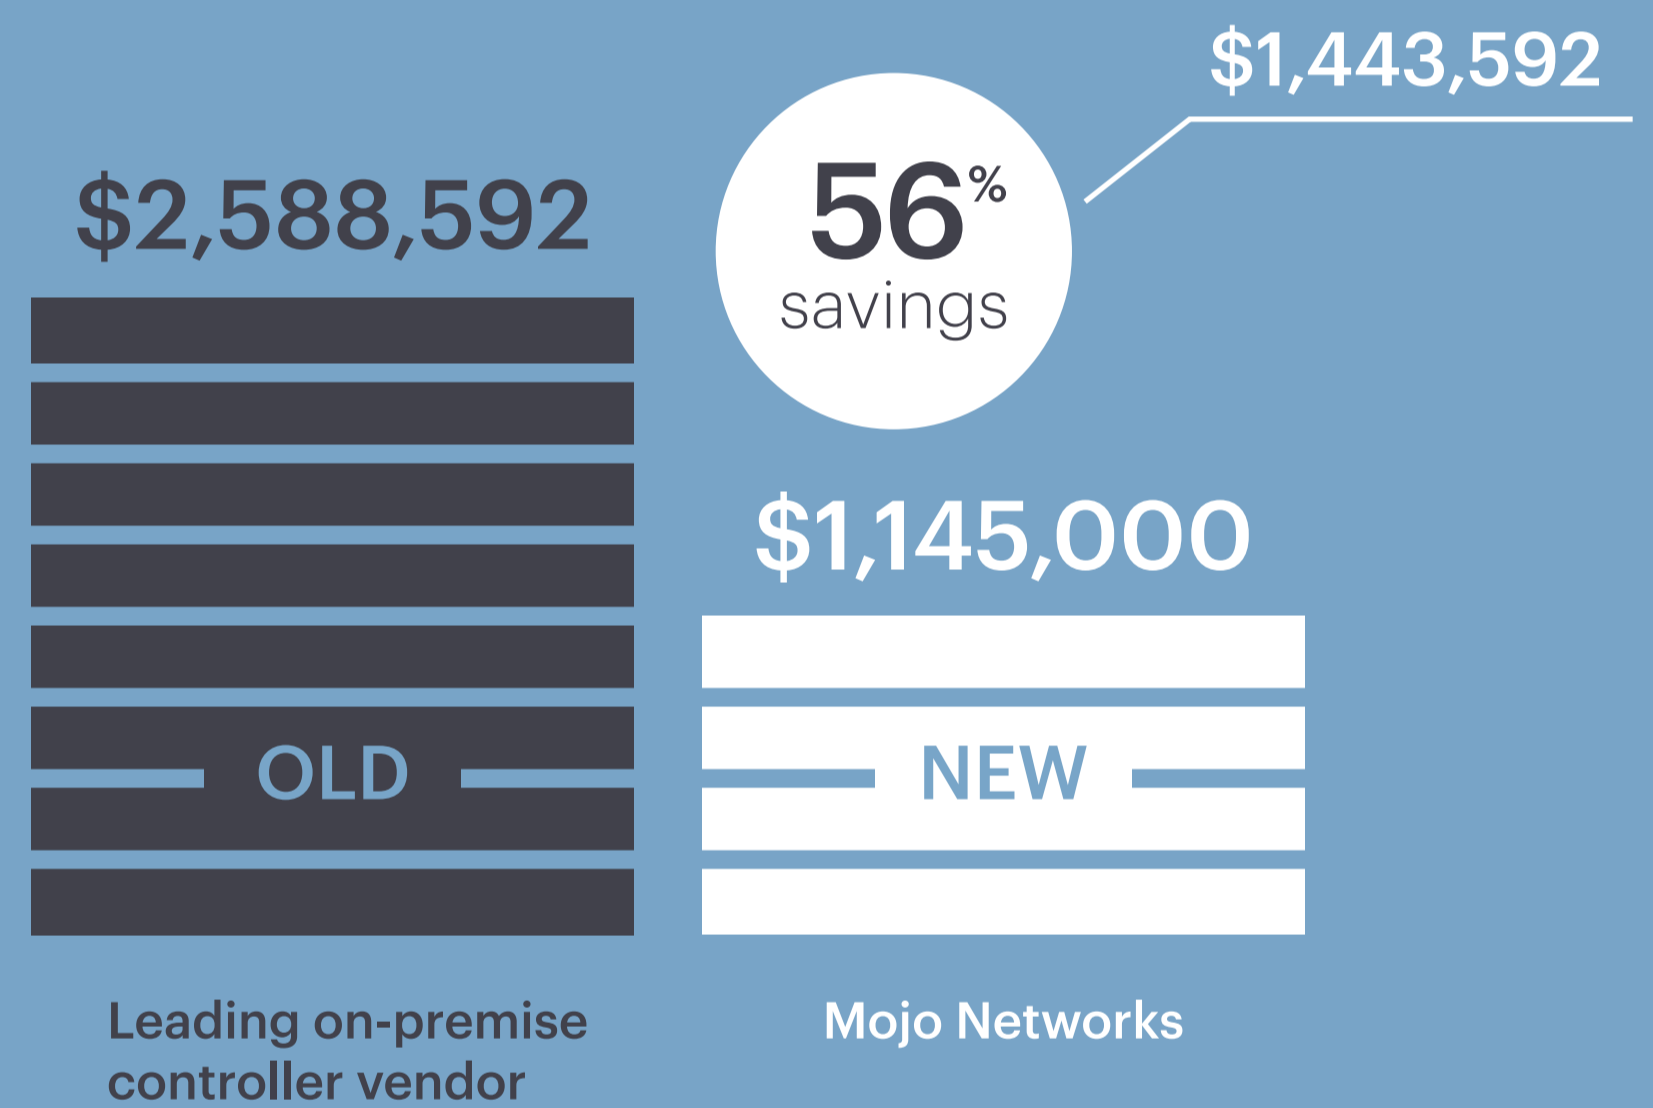 $1,443,592
$2,588,592
56%
savings
$1,145,000
OLD
NEW
Leading on-premise
controller vendor
Mojo Networks